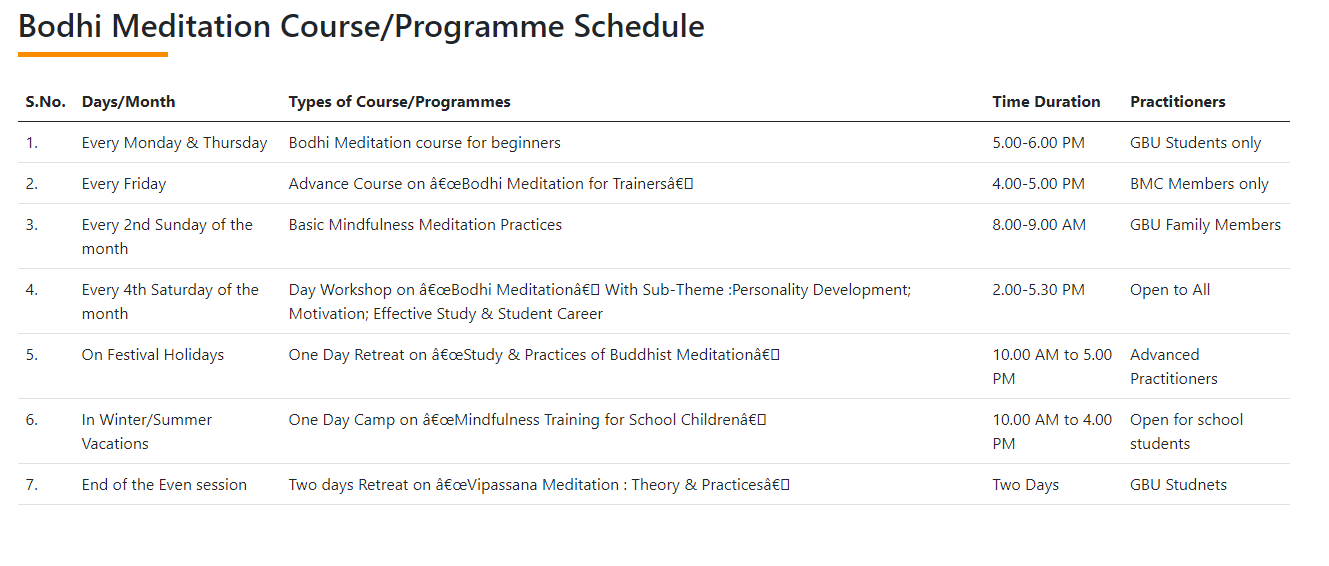 Bodhi Meditation Course/Programme Schedule
S.No. Days/Month Types of Course/Programmes Time Duration Practitioners
1. Every Monday & Thursday Bodhi Meditation course for beginners 5.00-6.00 PM GBU Students only
2. Every Friday Advance Course on “Bodhi Meditation for Trainersâ€▯ 4.00-5.00 PM BMC Members only
3. Every 2nd Sunday of the Basic Mindfulness Meditation Practices 8.00-9.00 AM GBU Family Members
month
4. Every 4th Saturday of the Day Workshop on “Bodhi Meditationâ€▯ With Sub-Theme :Personality Development; 2.00-5.30 PM Open to All
month Motivation; Effective Study & Student Career
5. On Festival Holidays One Day Retreat on “Study & Practices of Buddhist Meditationâ€▯ 10.00 AM to 5.00 Advanced
PM Practitioners
6. In Winter/Summer One Day Camp on “Mindfulness Training for School Childrenâ€▯ 10.00 AM to 4.00 Open for school
Vacations PM students
7. End of the Even session Two days Retreat on “Vipassana Meditation : Theory & Practicesâ€▯ Two Days GBU Studnets